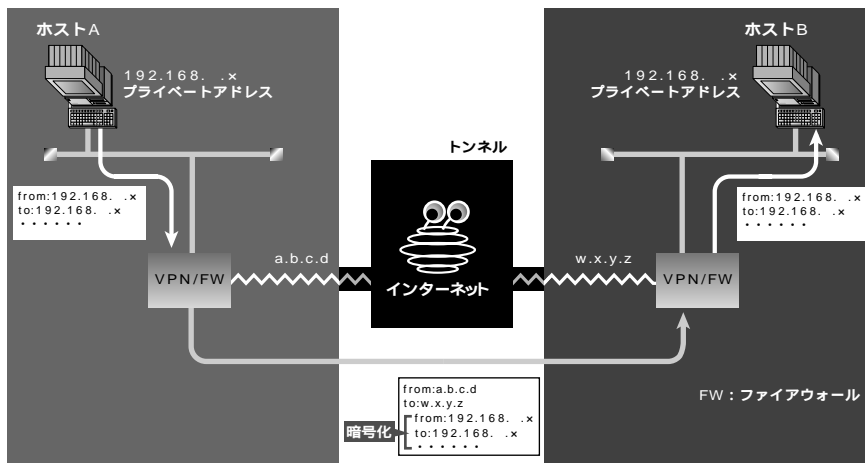 ホストA
192.168. .×
プライベートアドレス
ホストB
192.168. .×
プライベートアドレス
トンネル
from:192.168. .×
to:192.168. .×
・・・・・・
from:192.168. .×
to:192.168. .×
・・・・・・
VPN/FW
a.b.c.d
インターネット
w.x.y.z
VPN/FW
from:a.b.c.d
to:w.x.y.z
暗号化
from:192.168. .×
to:192.168. .×
・・・・・・
FW：ファイアウォール